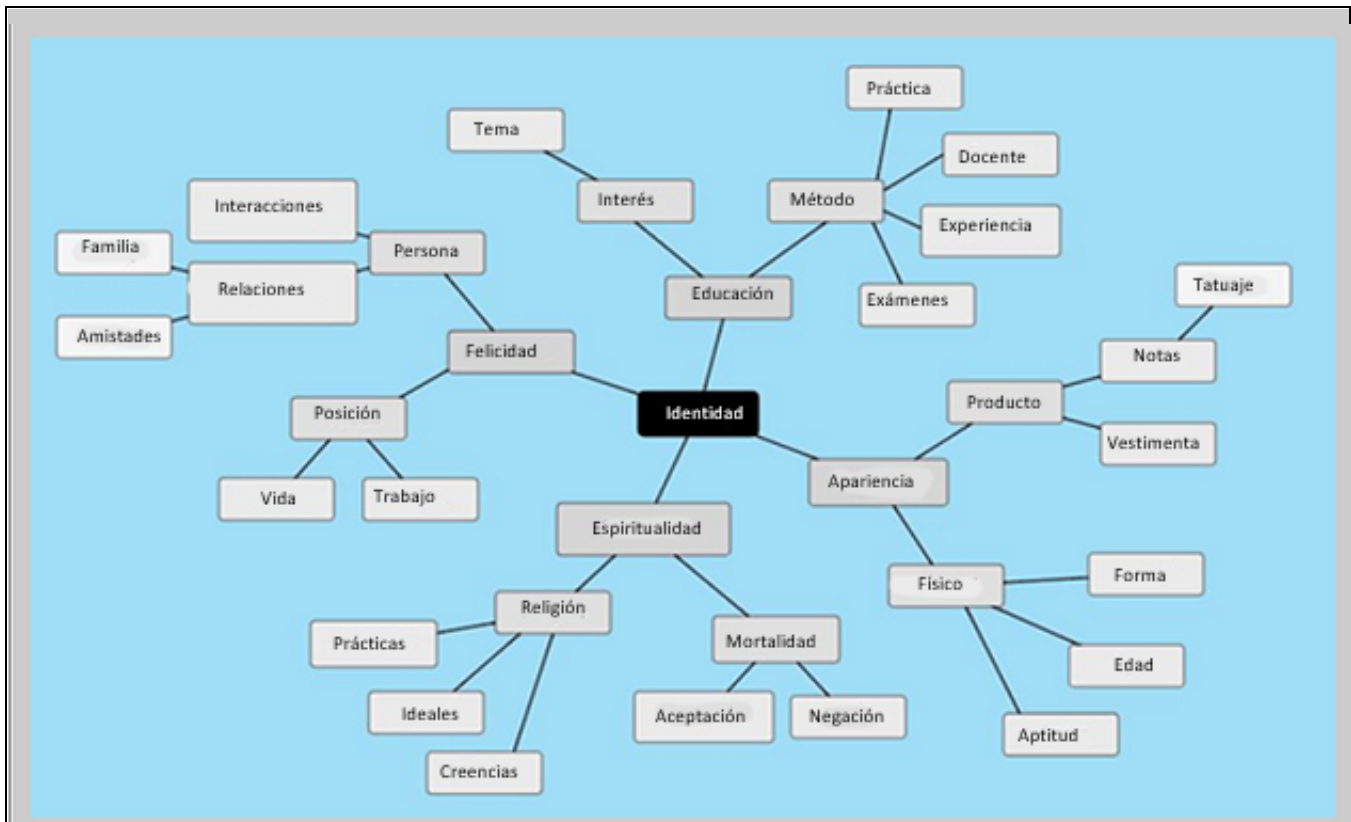 Práctica
Tema
Docente
Interés
Método
Interacciones
Experiencia
Familia
Persona
Relaciones
Educación
Exámenes
Tatuaje
Amistades
Felicidad
Notas
Producto
Posición
Identidad
Vestimenta
Apariencia
Vida
Trabajo
Espiritualidad
Físico
Forma
Religión
Prácticas
Mortalidad
Edad
Ideales
Aceptación
Negación
Aptitud
Creencias